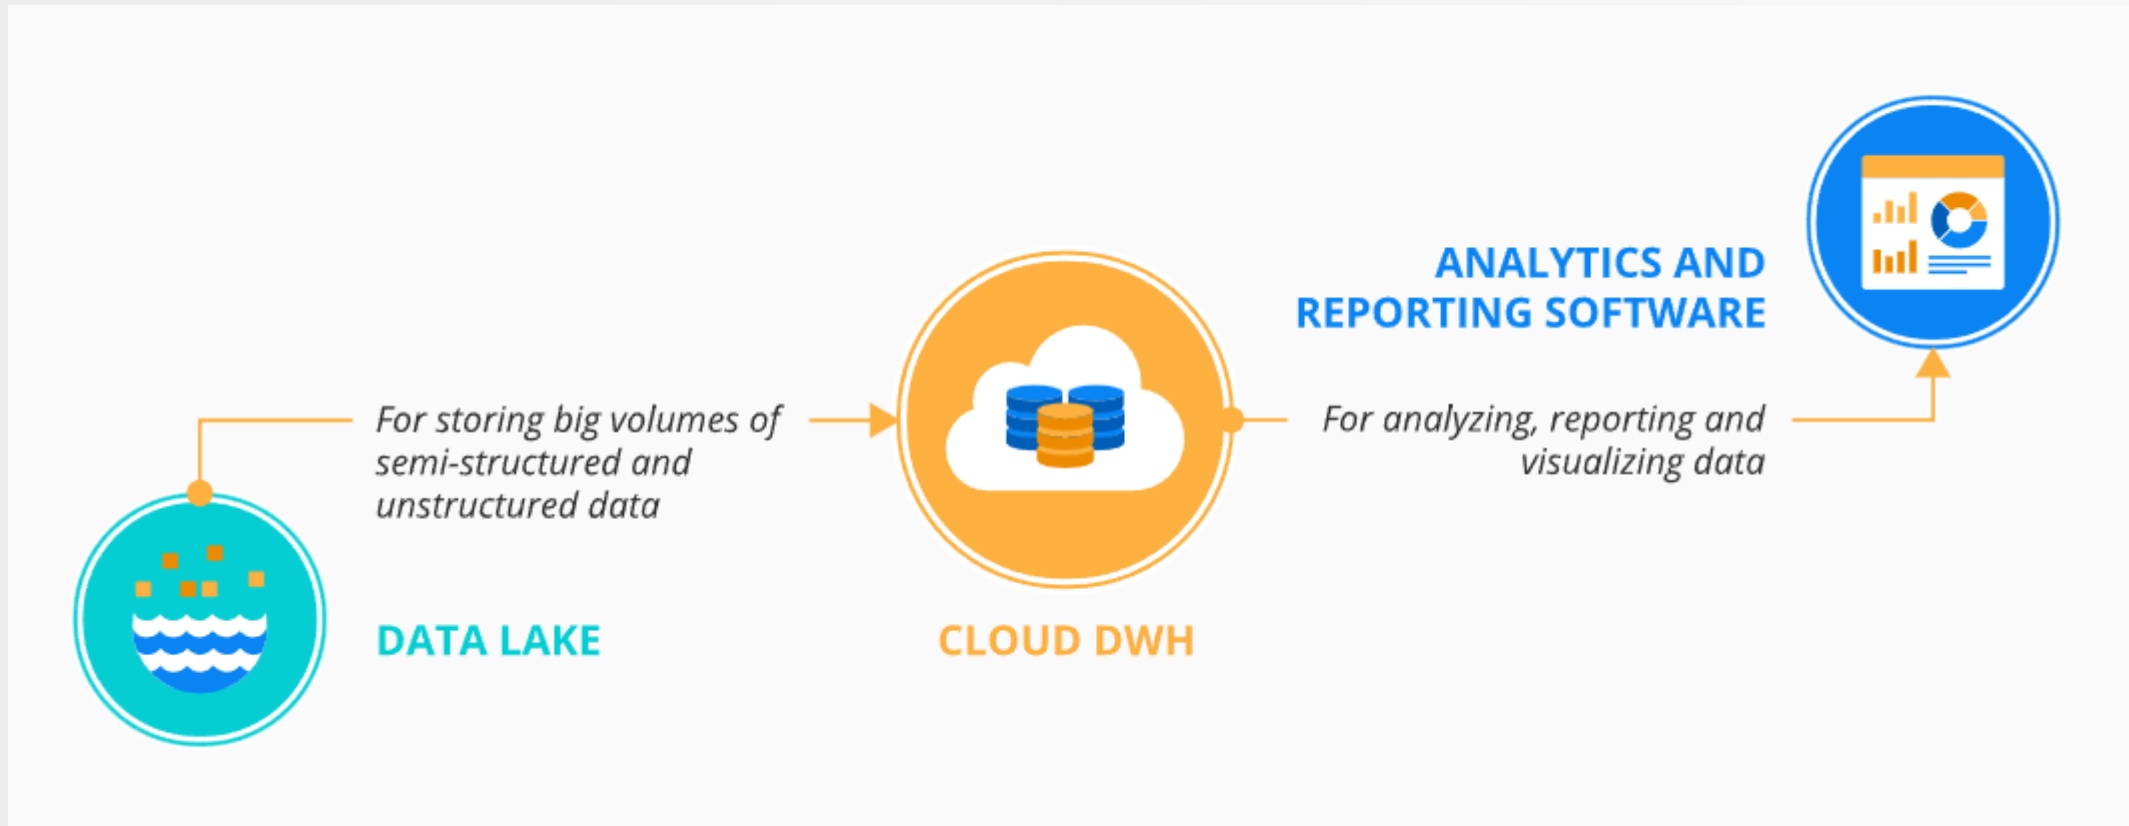 For storing big volumes of
semi-structured and
unstructured data
DATA LAKE
CLOUD DWH
ANALYTICS AND
REPORTING SOFTWARE
For analyzing, reporting and
visualizing data